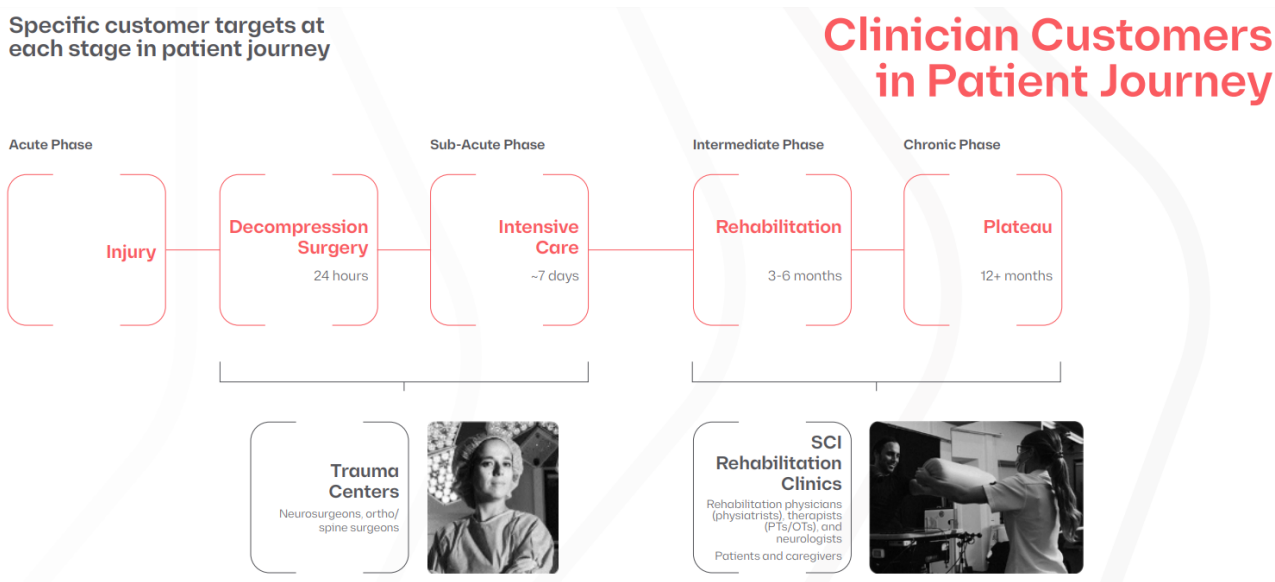 Specific customer targets at
each stage in patient journey
Clinician Customers
in Patient Journey
Acute Phase
Sub-Acute Phase
Intermediate Phase
Chronic Phase
Injury
Decompression
Surgery
24 hours
Intensive
Care
~7 days
Rehabilitation
3-6 months
Plateau
12+ months
Trauma
Centers
Neurosurgeons, ortho/
spine surgeons
SCI
Rehabilitation
Clinics
Rehabilitation physicians
(physiatrists), therapists
(PTs/OTs), and
neurologists
Patients and caregivers